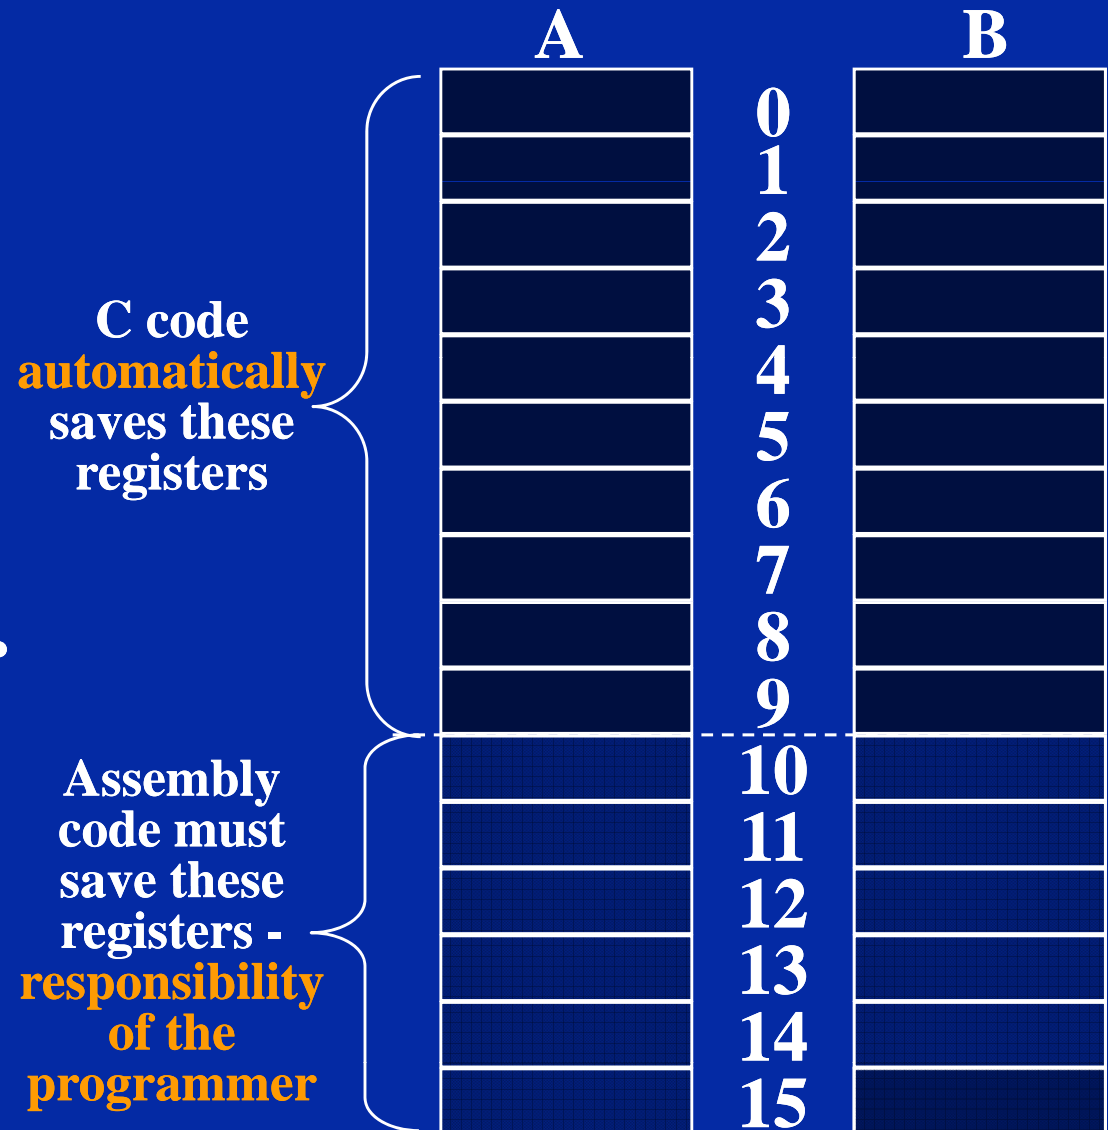 A B
0
1
2
3
C code
automatically
saves these
registers
4
5
6
7
8
9
Assembly
code must
save these
registers -
responsibility
of the
programmer
10
11
12
13
14
15